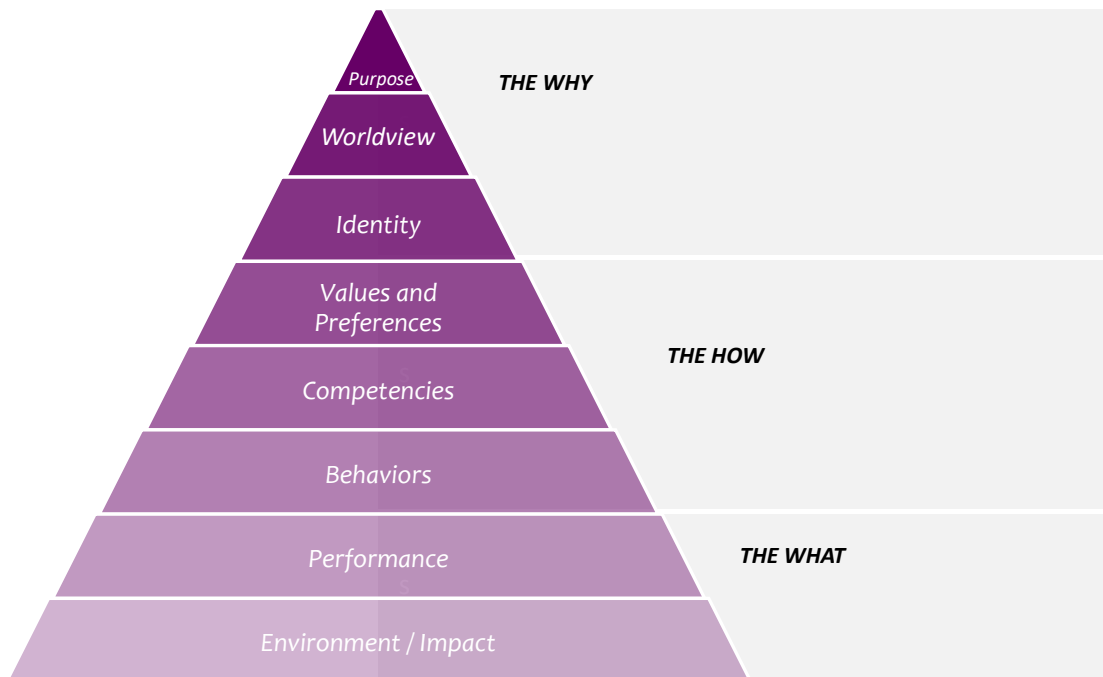 Purpose
THE WHY
Worldview
Identity
Values and
Preferences
THE HOW
s
Competencies
Behaviors
THE WHAT
Performance
s
Environment / Impact